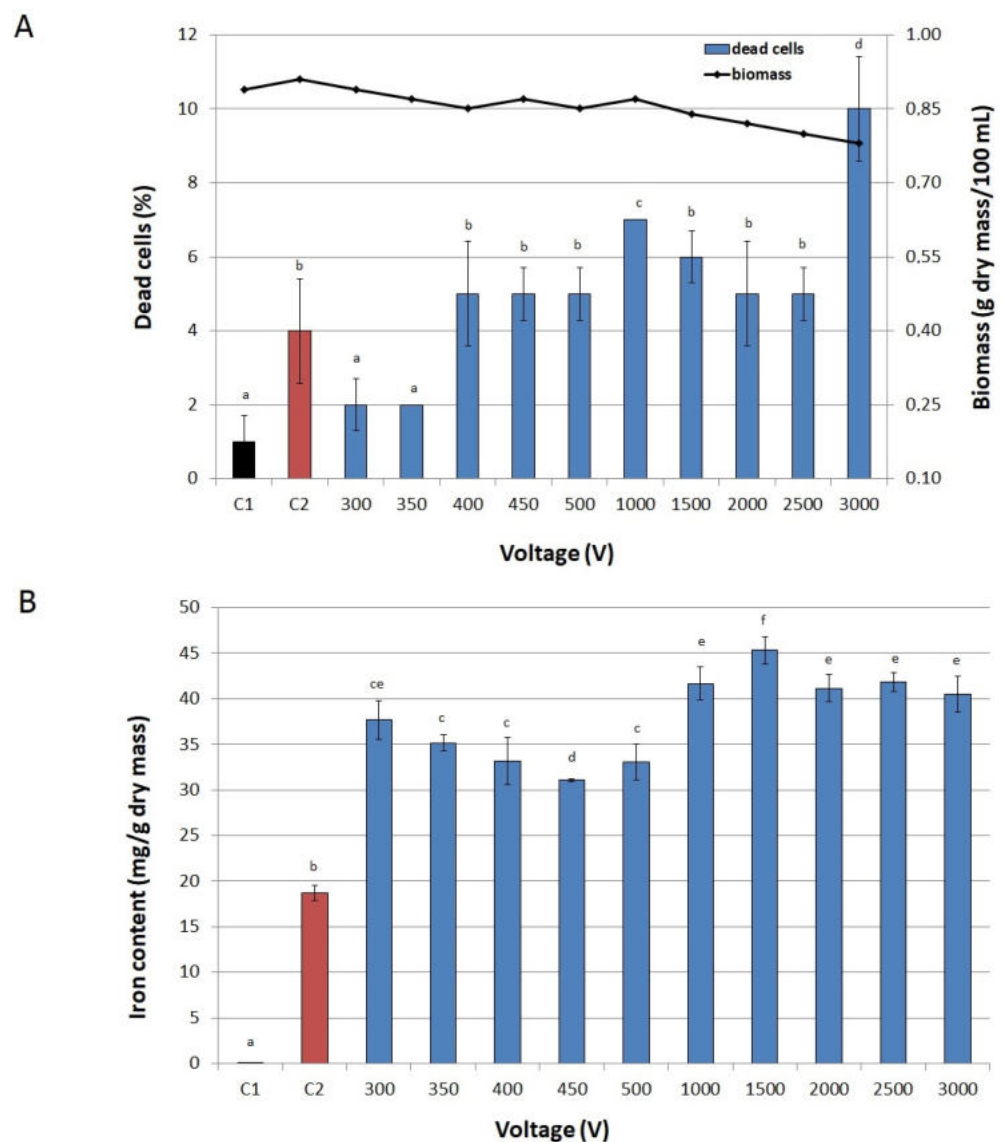 A
12
10
8
6
4
2
0
Dead cells (%)
1.00
0.85
0.70
0.55
0.40
0.25
0.10
Biomass (g dry mass/100 mL)
dead cells
biomass
a
b
a
a
b
b
b
c
b
b
b
d
C1 C2 300 350 400 450 500 1000 1500 2000 2500 3000
Voltage (V)
B
50
45
40
35
30
25
20
15
10
5
0
Iron content (mg/g dry mass)
a
b
ce
c
c
d
c
e
f
e
e
e
C1 C2 300 350 400 450 500 1000 1500 2000 2500 3000
Voltage (V)